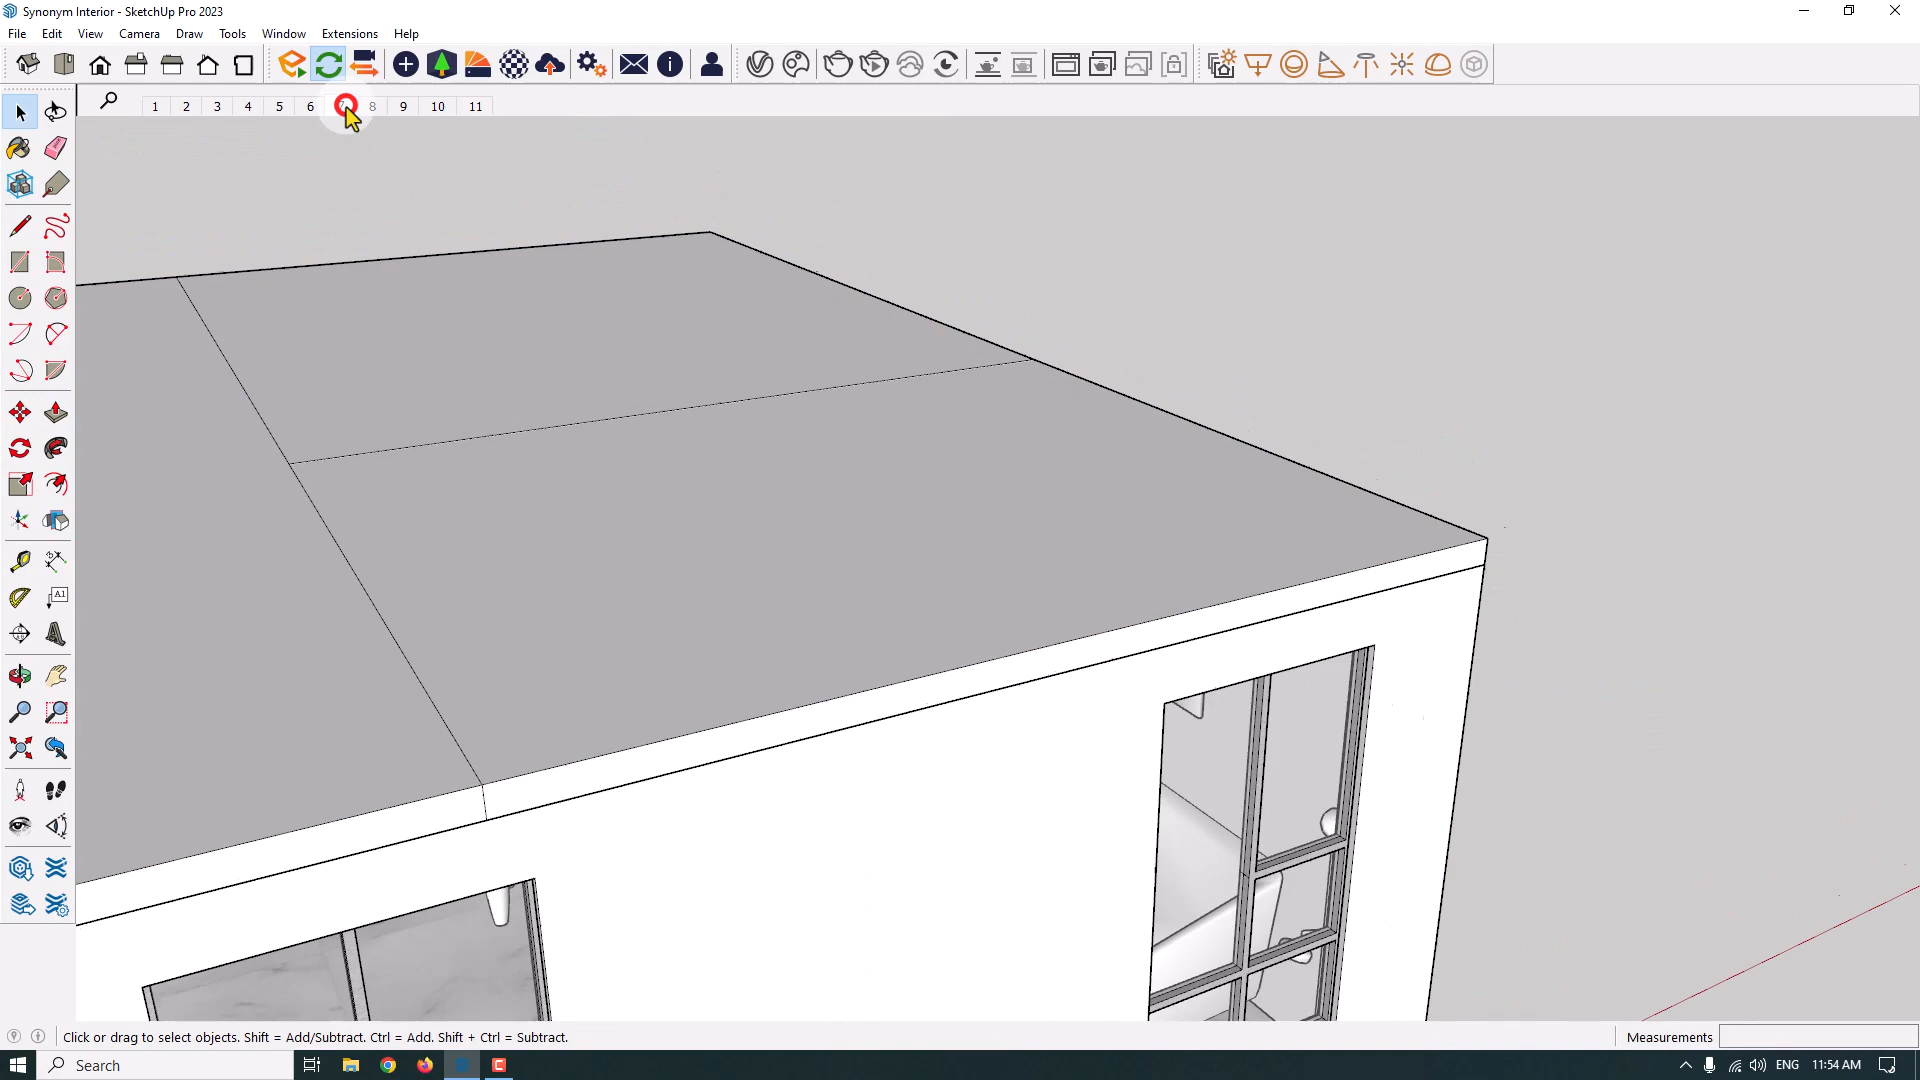 Synonym Interior - SketchUp Pro 2023
File Edit View Camera Draw Tools Window Extensions Help
1 2 3 4 5 6 7 8 9 10 11
A1
Click or drag to select objects. Shift = Add/Subtract. Ctrl = Add. Shift + Ctrl = Subtract.
Measurements
Search
ENG
11:54 AM